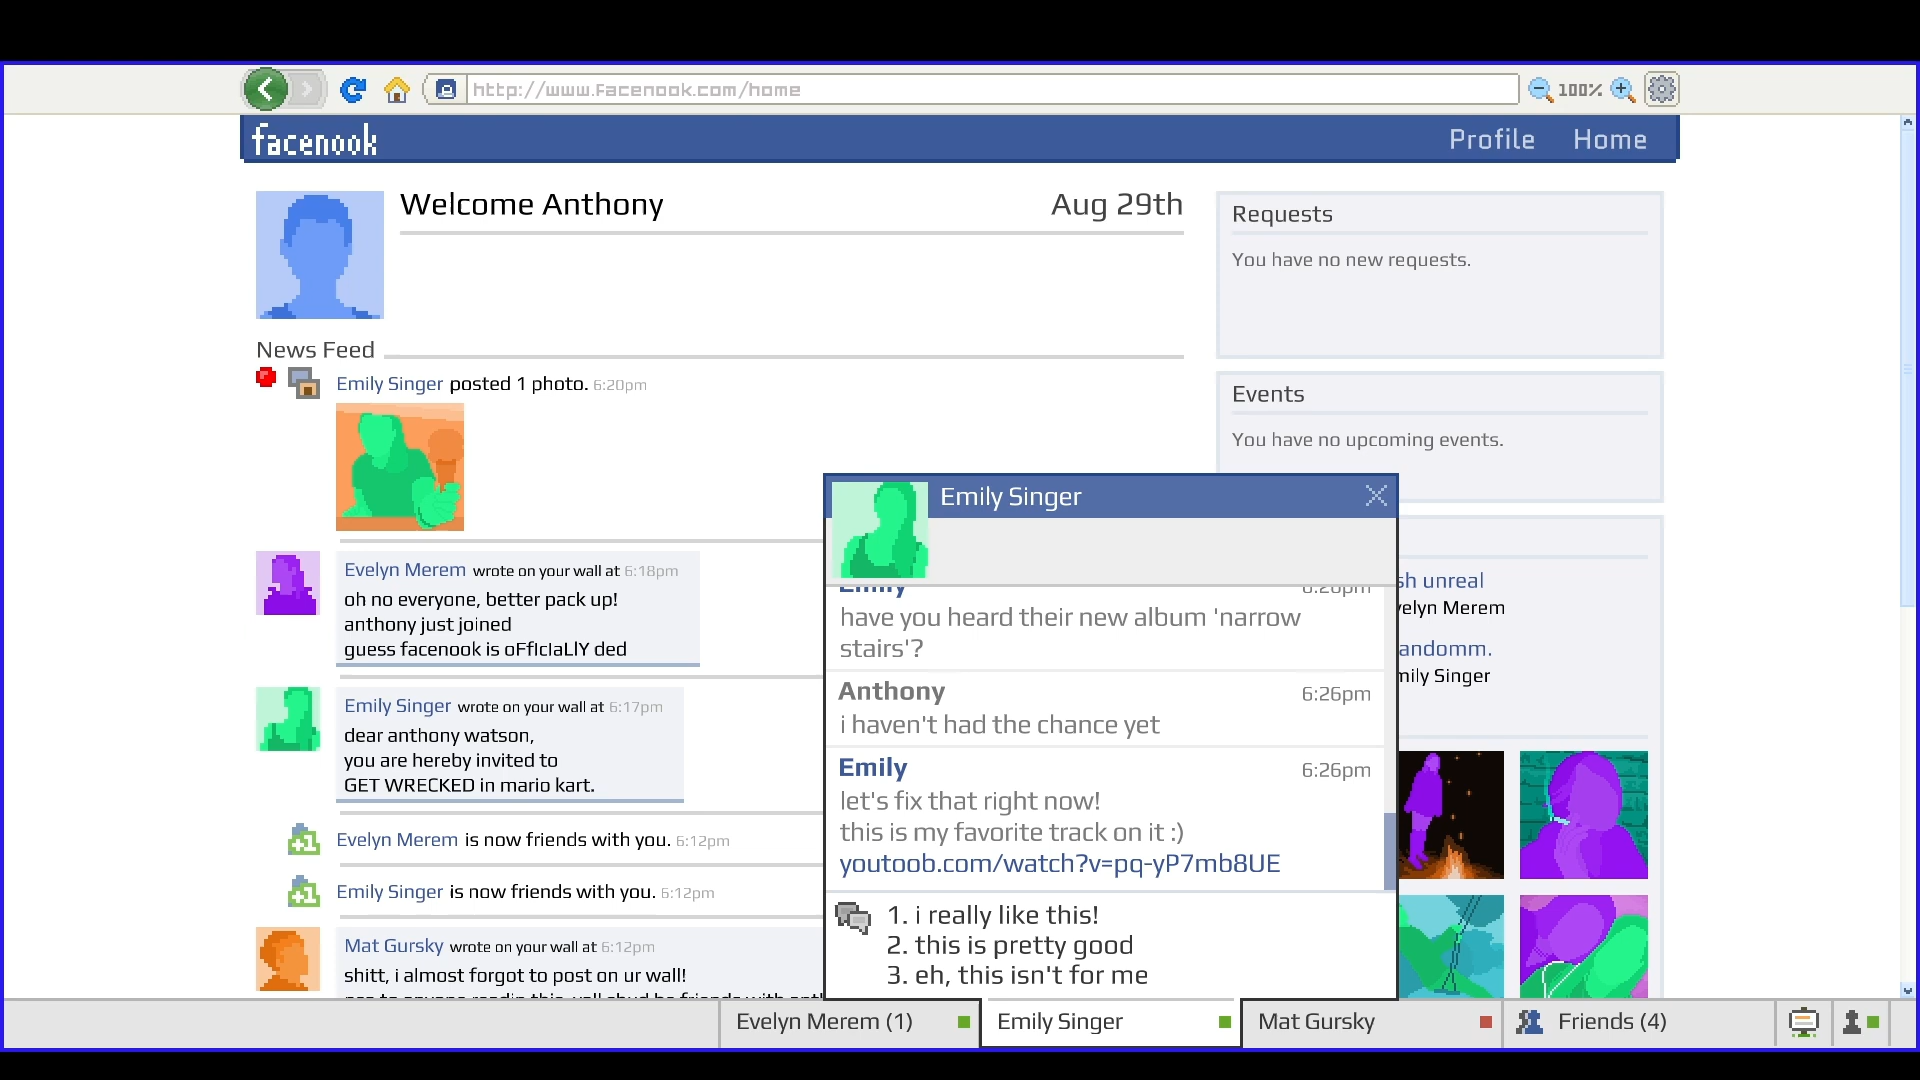 http://www.facenook.com/home
100%
facenook
Profile
Home
Welcome Anthony
Aug 29th
News Feed
Emily Singer posted 1 photo. 6:20pm
Evelyn Merem wrote on your wall at 6:18pm
oh no everyone, better pack up!
anthony just joined
guess facenook is oFfIcIaLlY ded
Emily Singer wrote on your wall at 6:17pm
dear anthony watson,
you are hereby invited to
GET WRECKED in mario kart.
+1 Evelyn Merem is now friends with you. 6:12pm
+1 Emily Singer is now friends with you. 6:12pm
Mat Gursky wrote on your wall at 6:12pm
shitt, i almost forgot to post on ur wall!
Requests
You have no new requests.
Events
You have no upcoming events.
unreal
Merem
Singer
Emily Singer
Emily 6:26pm
have you heard their new album 'narrow
stairs'?
Anthony 6:26pm
i haven't had the chance yet
Emily 6:26pm
let's fix that right now!
this is my favorite track on it :)
youtoob.com/watch?v=pq-yP7mb8UE
1. i really like this!
2. this is pretty good
3. eh, this isn't for me
Evelyn Merem (1)
Emily Singer
Mat Gursky
Friends (4)